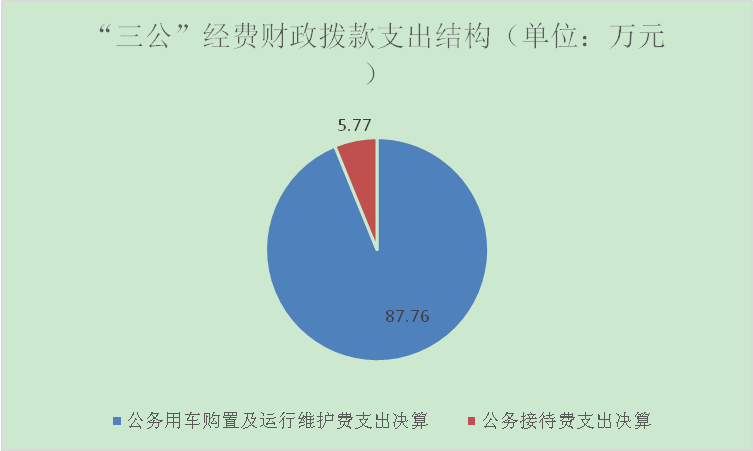 “三公”经费财政拨款支出结构（单位：万元
）
5.77
87.76
公务用车购置及运行维护费支出决算 公务接待费支出决算